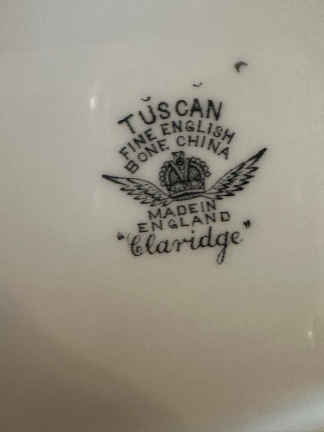 TUSCAN
FINE ENGLISH
BONE CHINA
MADE IN
ENGLAND
"Claridge"